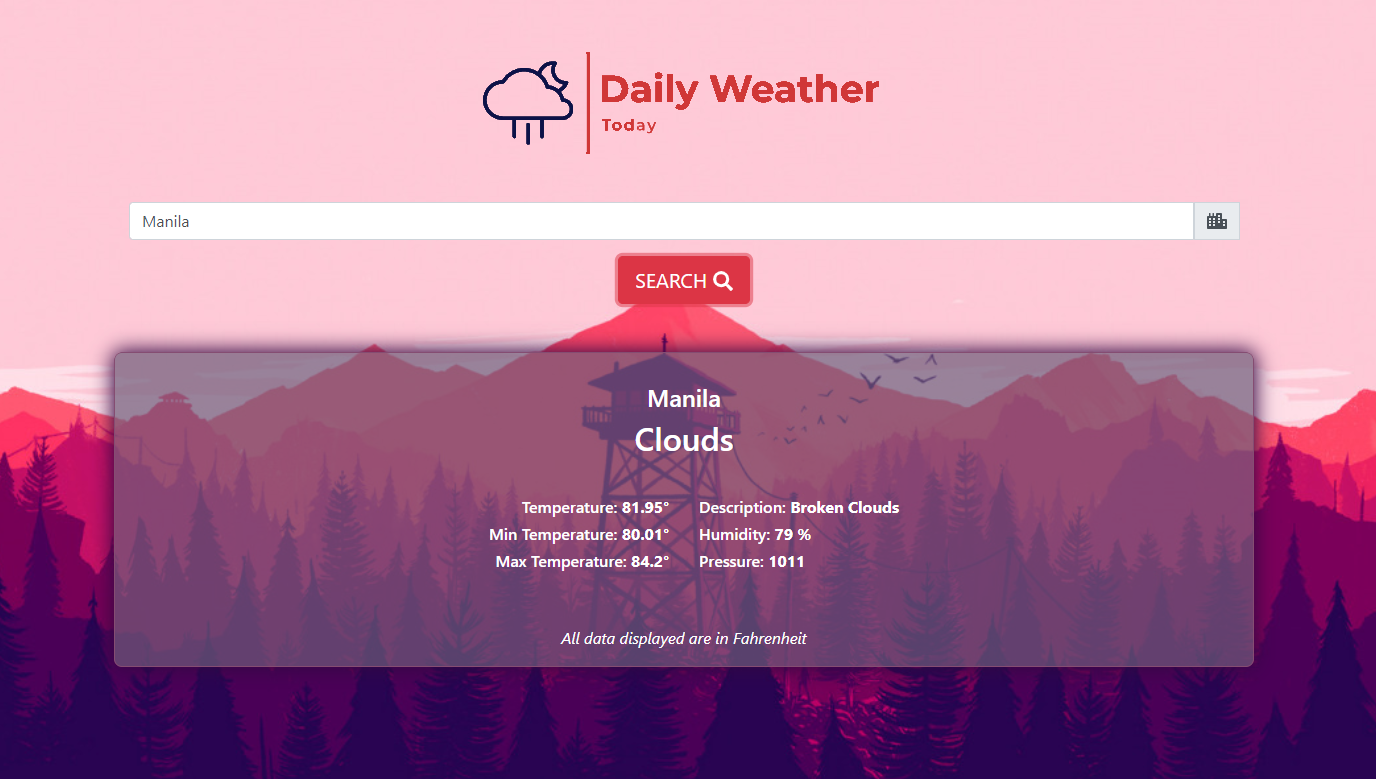 Daily Weather
Today
Manila
SEARCH
Manila
Clouds
Temperature: 81.95° Description: Broken Clouds
Min Temperature: 80.01° Humidity: 79 %
Max Temperature: 84.2° Pressure: 1011
All data displayed are in Fahrenheit